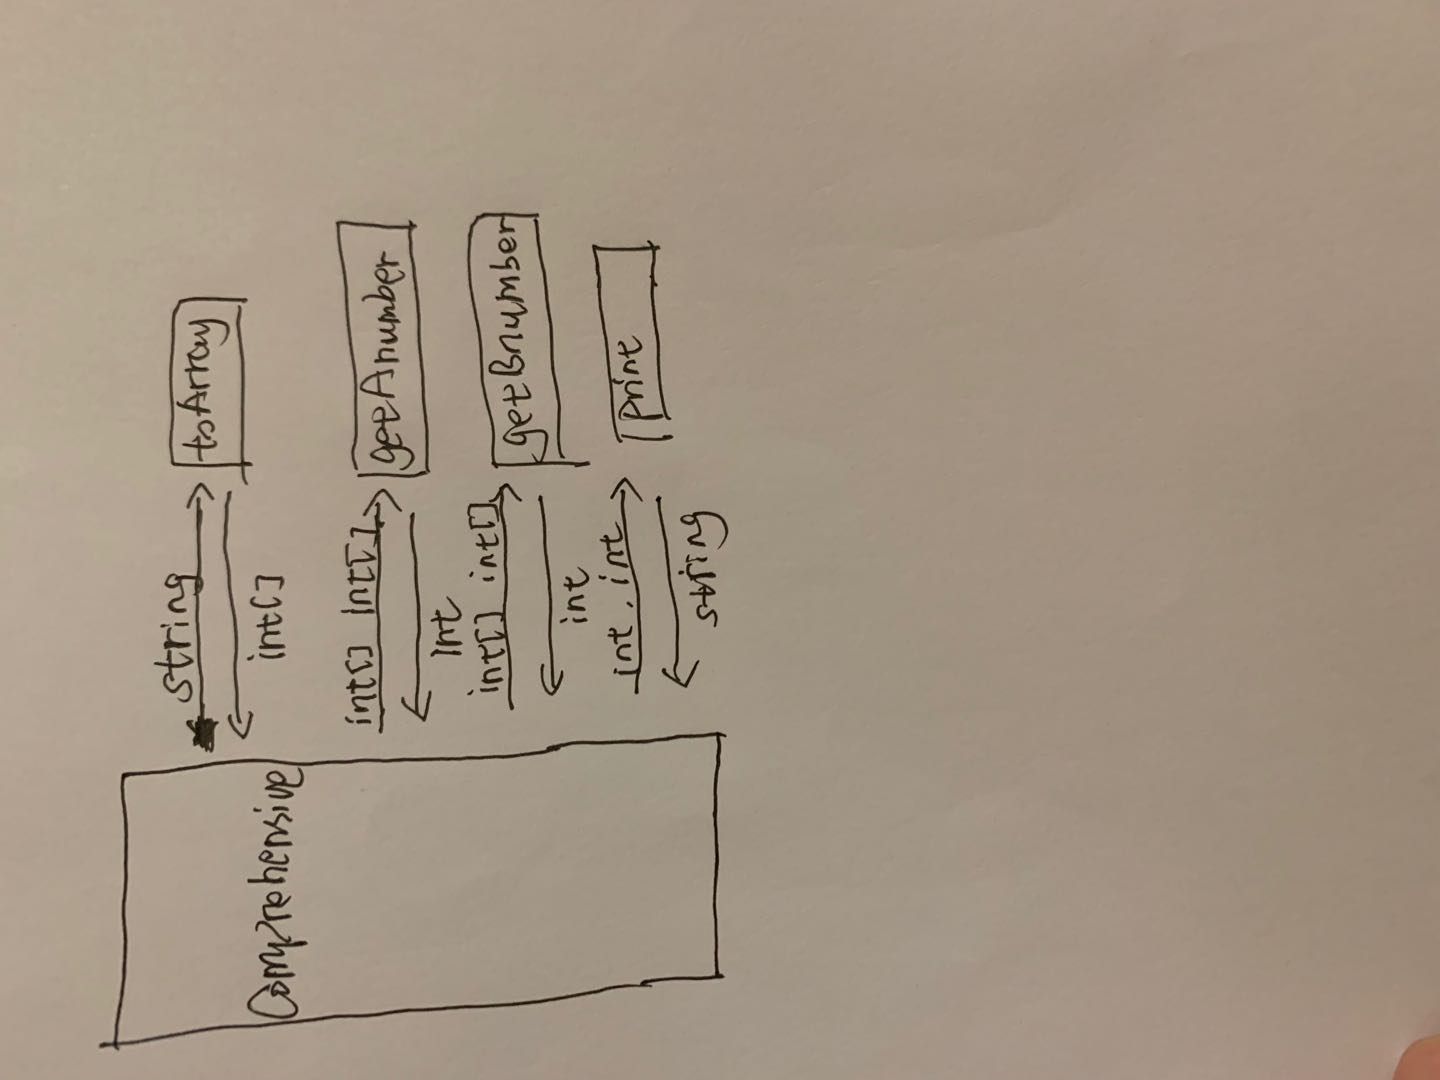 string
toArray
int[]
Comprehensive
int[] int[]
getAnumber
int
int[] int[]
getBnumber
int
int, int
print
string